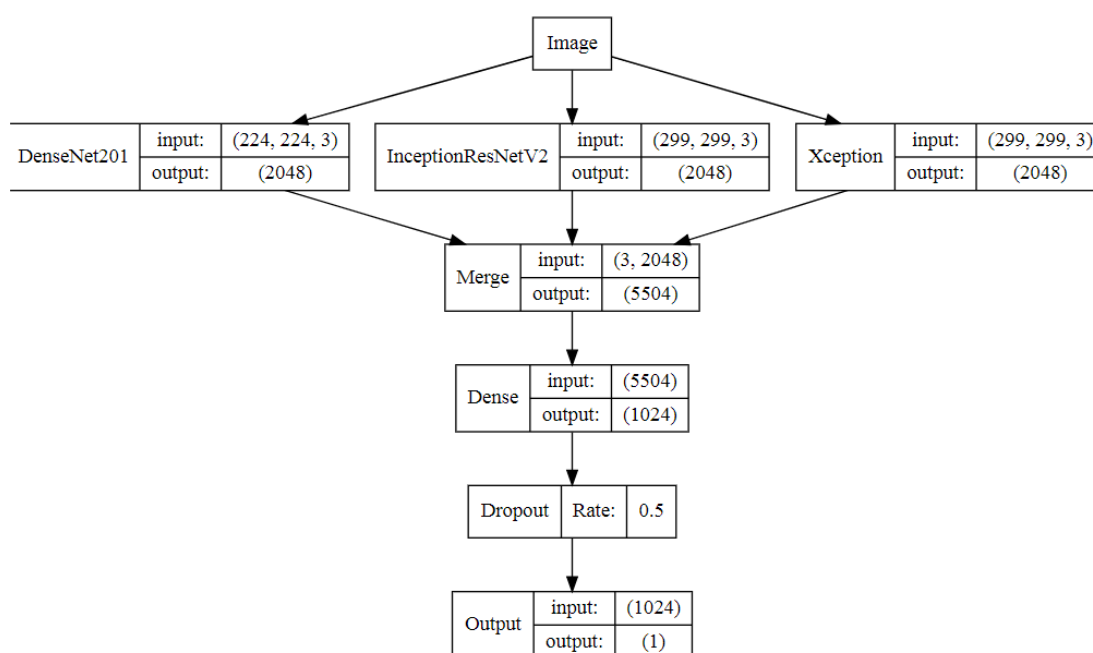 Image
DenseNet201
input: (224, 224, 3)
output: (2048)
InceptionResNetV2
input: (299, 299, 3)
output: (2048)
Xception
input: (299, 299, 3)
output: (2048)
Merge
input: (3, 2048)
output: (5504)
Dense
input: (5504)
output: (1024)
Dropout Rate: 0.5
Output
input: (1024)
output: (1)